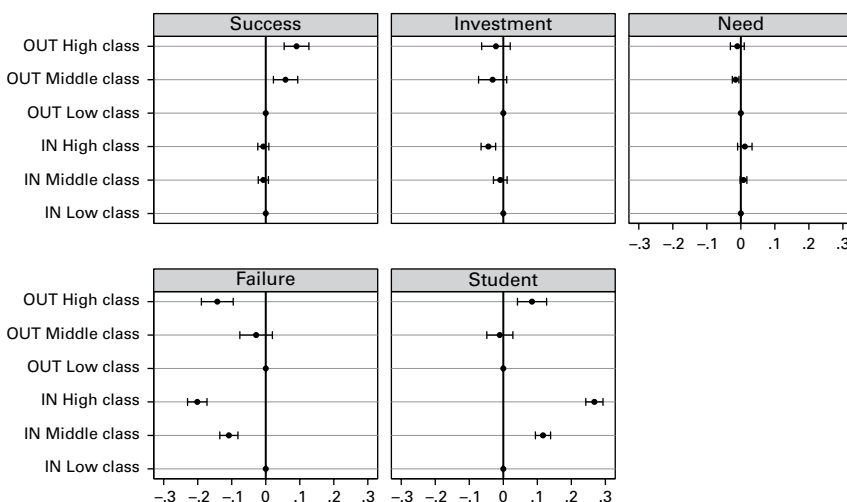 Success
Investment
Need
OUT High class
OUT Middle class
OUT Low class
IN High class
IN Middle class
IN Low class
–.3 –.2 –.1 0 .1 .2 .3
Failure
Student
OUT High class
OUT Middle class
OUT Low class
IN High class
IN Middle class
IN Low class
–.3 –.2 –.1 0 .1 .2 .3
–.3 –.2 –.1 0 .1 .2 .3